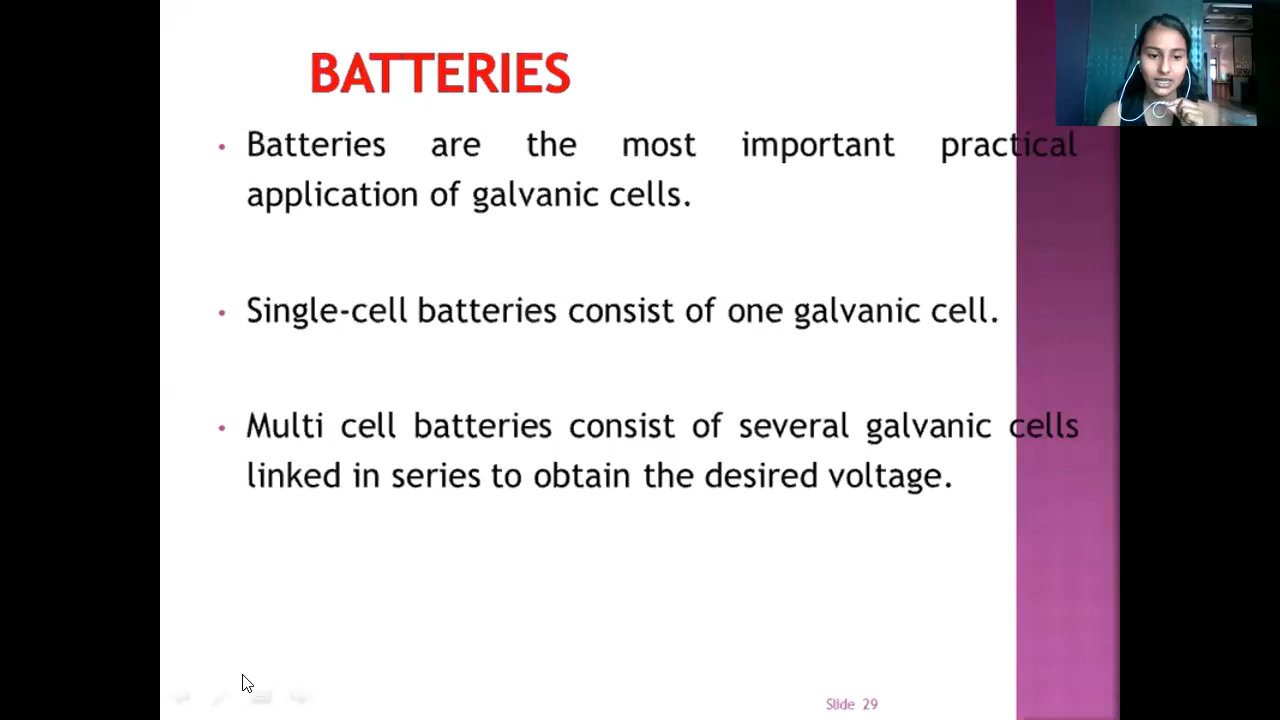 BATTERIES
• Batteries are the most important practical
application of galvanic cells.
• Single-cell batteries consist of one galvanic cell.
• Multi cell batteries consist of several galvanic cells
linked in series to obtain the desired voltage.
Slide 29